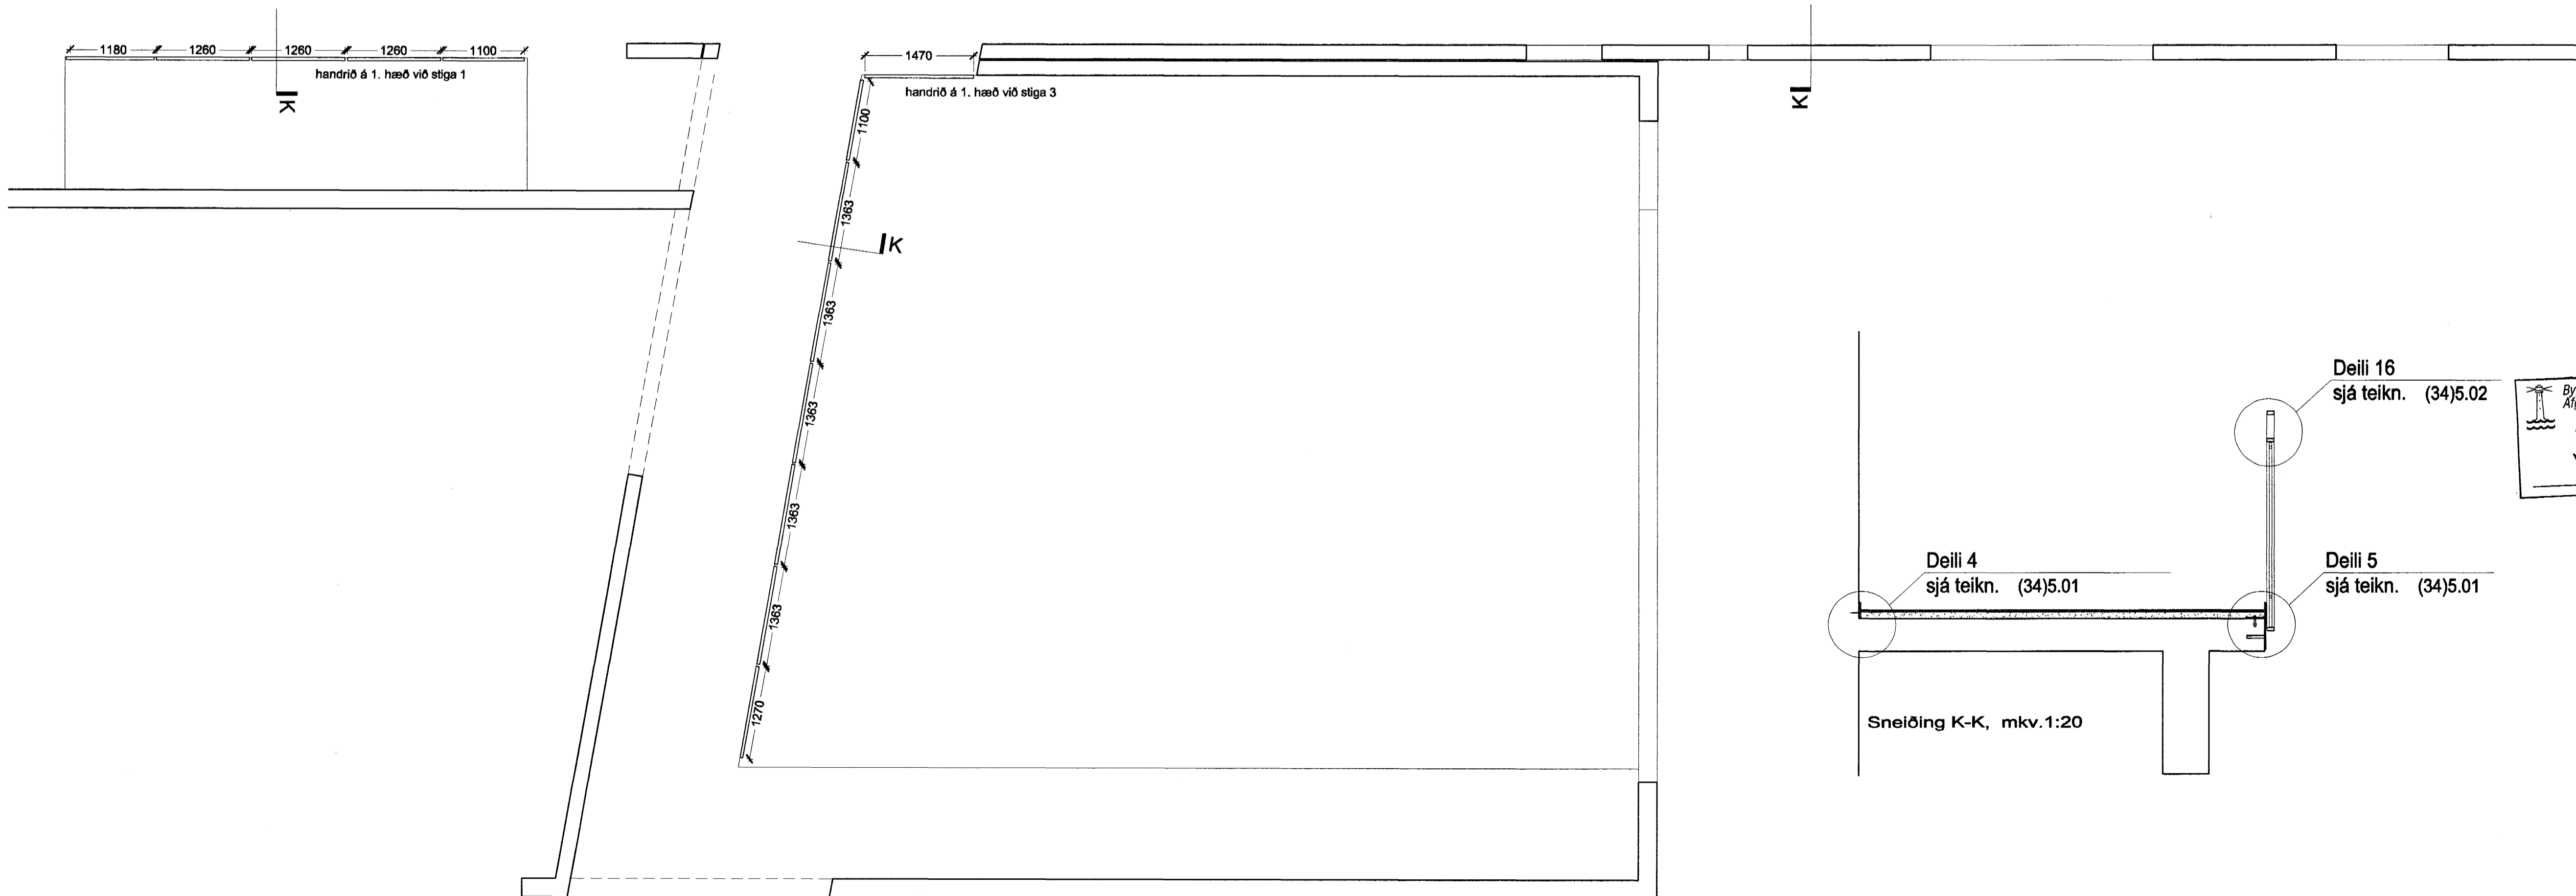 1180 1260 1260 1260 1100
handrið á 1. hæð við stiga 1
K
1470
handrið á 1. hæð við stiga 3
1100
1363
K
1363
1363
1363
1363
1270
K
Deili 16
sjá teikn. (34)5.02
Deili 4
sjá teikn. (34)5.01
Deili 5
sjá teikn. (34)5.01
Sneiðing K-K, mkv.1:20